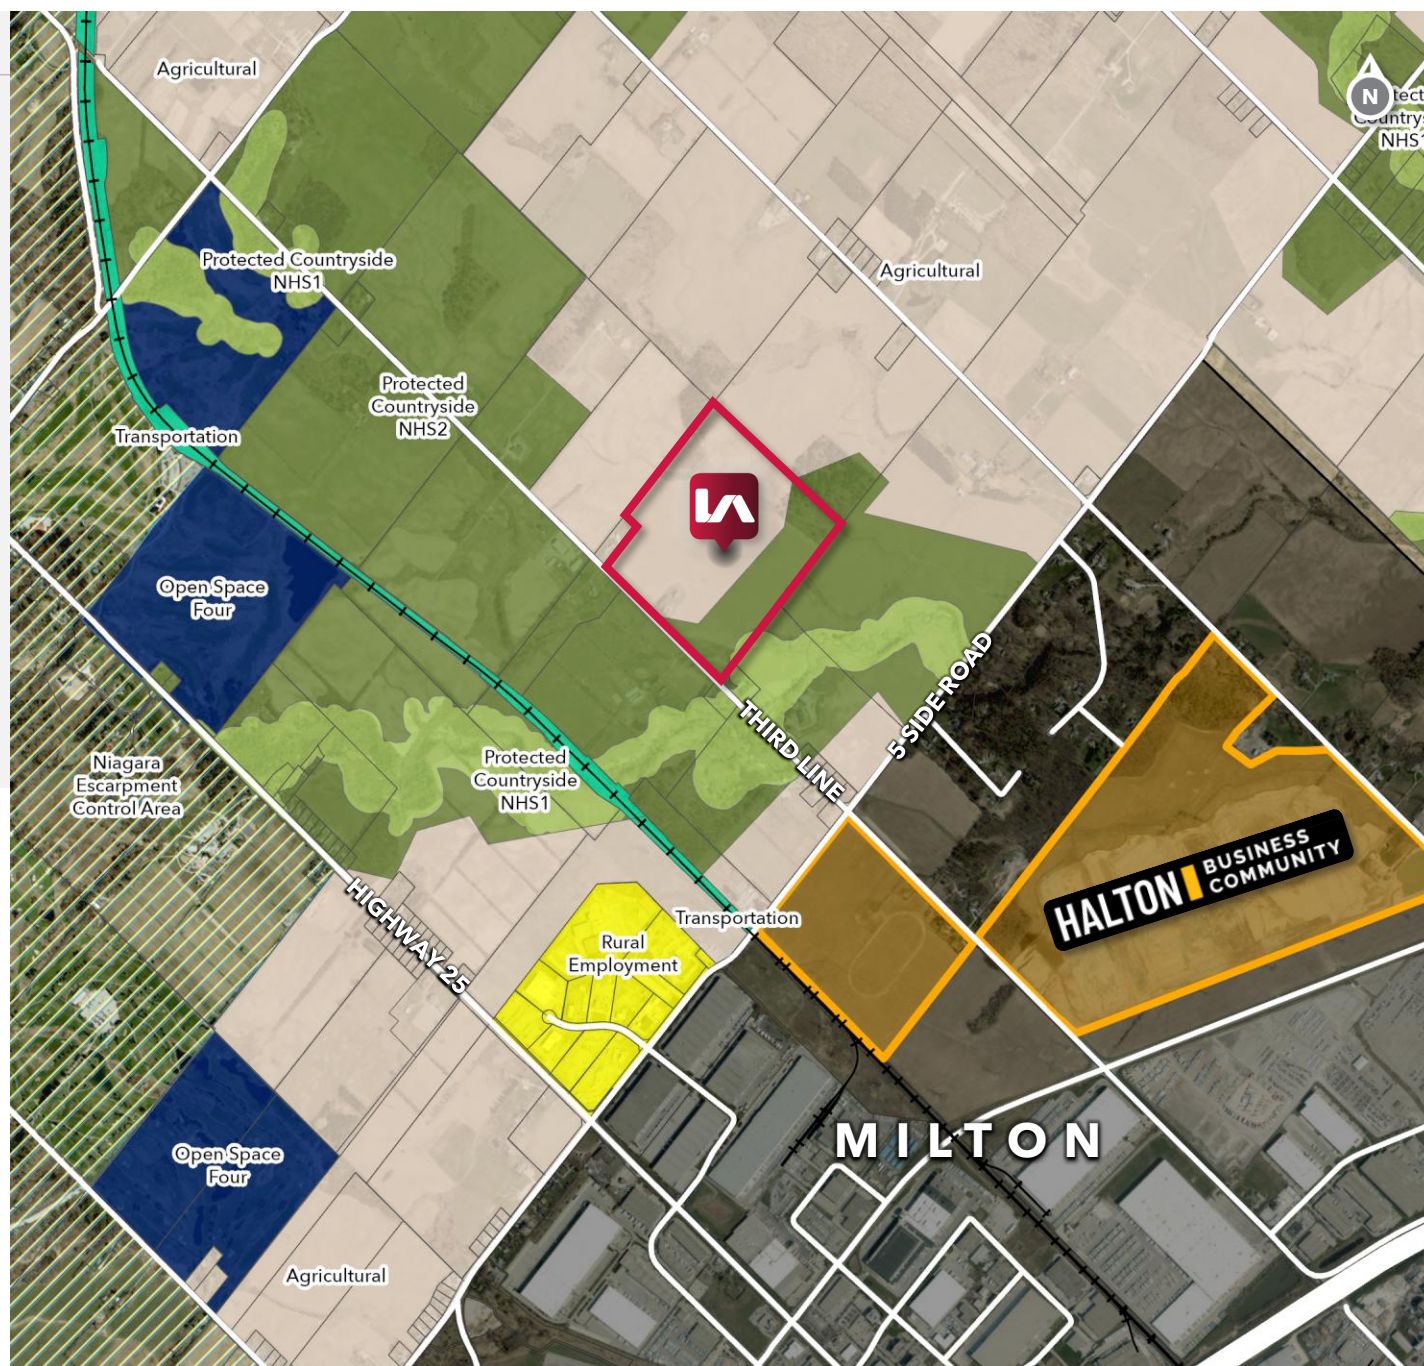 Agricultural
N
Country
NHS1
Protected Countryside
NHS1
Agricultural
Protected
Countryside
NHS2
Transportation
Open Space
Four
5 SIDE ROAD
THIRD LINE
Niagara
Escarpment
Control Area
Protected
Countryside
NHS1
HALTON
BUSINESS
COMMUNITY
HIGHWAY 25
Transportation
Rural
Employment
MILTON
Open Space
Four
Agricultural